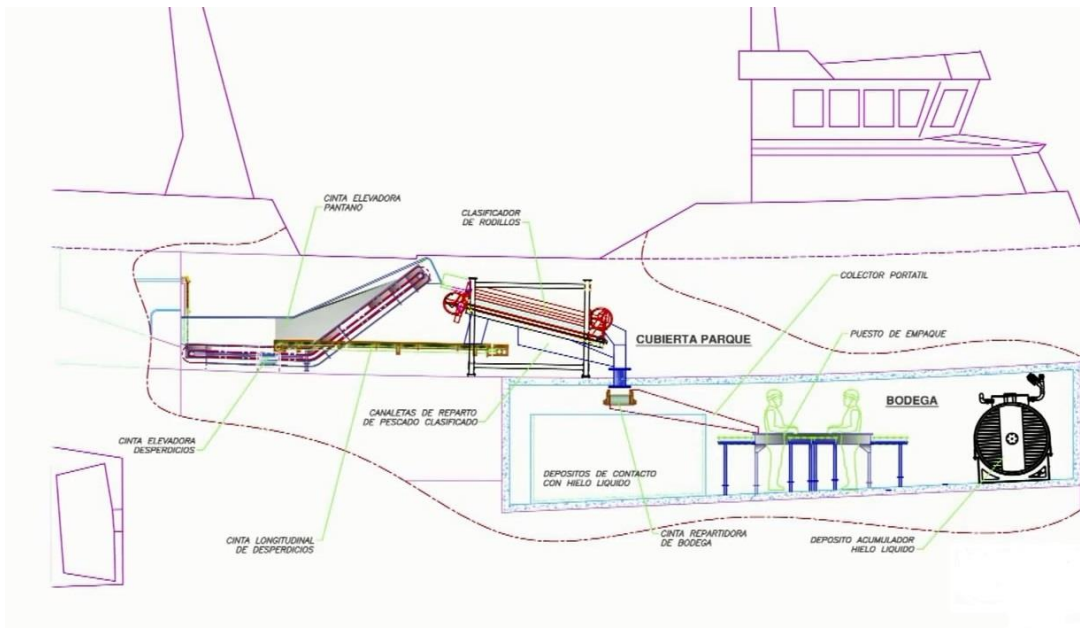 CINTA ELEVADORA
PANTANO
CLASIFICADOR
DE RODILLOS
COLECTOR PORTATIL
CUBIERTA PARQUE
PUESTO DE EMPAQUE
BODEGA
CANALETAS DE REPARTO
DE PESCADO CLASIFICADO
CINTA ELEVADORA
DESPERDICIOS
DEPOSITOS DE CONTACTO
CON HIELO LIQUIDO
CINTA LONGITUDINAL
DE DESPERDICIOS
CINTA REPARTIDORA
DE BODEGA
DEPOSITO ACUMULADOR
HIELO LIQUIDO